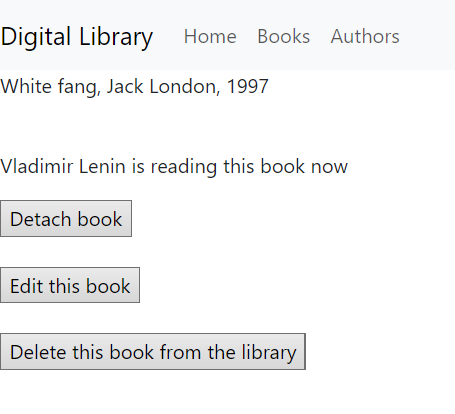 Digital Library Home Books Authors
White fang, Jack London, 1997
Vladimir Lenin is reading this book now
Detach book
Edit this book
Delete this book from the library